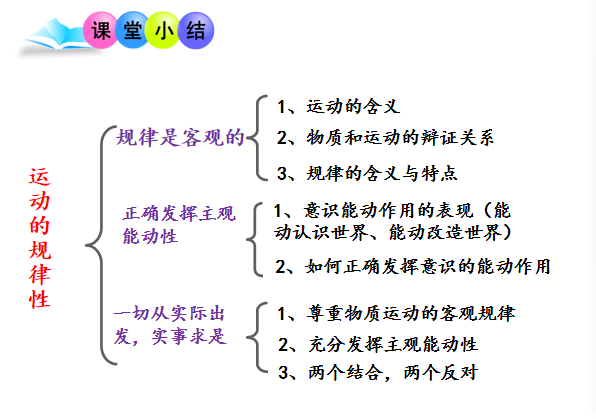 课堂小结
运动的规律性
规律是客观的
1、运动的含义
2、物质和运动的辩证关系
3、规律的含义与特点
正确发挥主观
能动性
1、意识能动作用的表现（能
动认识世界、能动改造世界）
2、如何正确发挥意识的能动作用
一切从实际出
发，实事求是
1、尊重物质运动的客观规律
2、充分发挥主观能动性
3、两个结合，两个反对